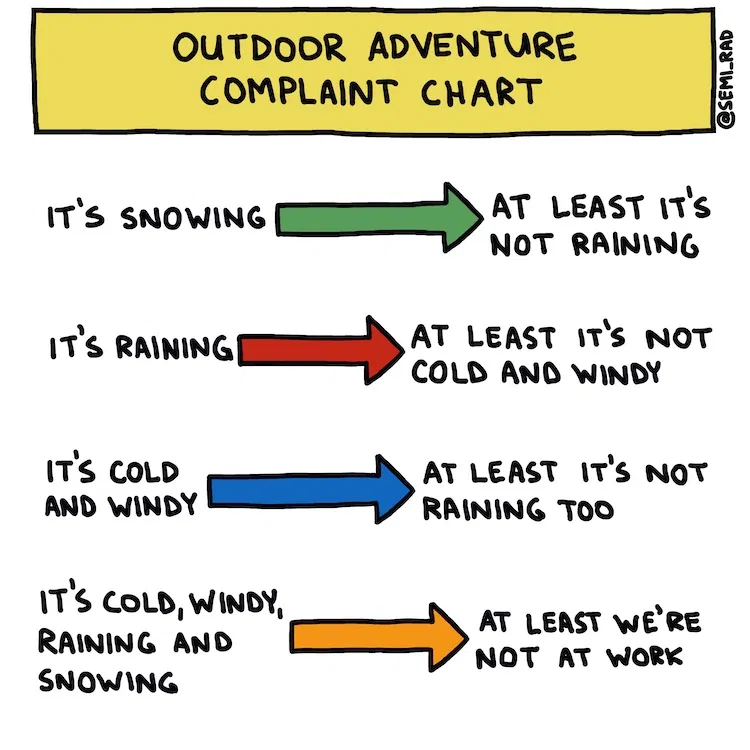 OUTDOOR ADVENTURE
COMPLAINT CHART
@SEMI_RAD
IT'S SNOWING
AT LEAST IT'S
NOT RAINING
IT'S RAINING
AT LEAST IT'S NOT
COLD AND WINDY
IT'S COLD
AND WINDY
AT LEAST IT'S NOT
RAINING TOO
IT'S COLD, WINDY,
RAINING AND
SNOWING
AT LEAST WE'RE
NOT AT WORK